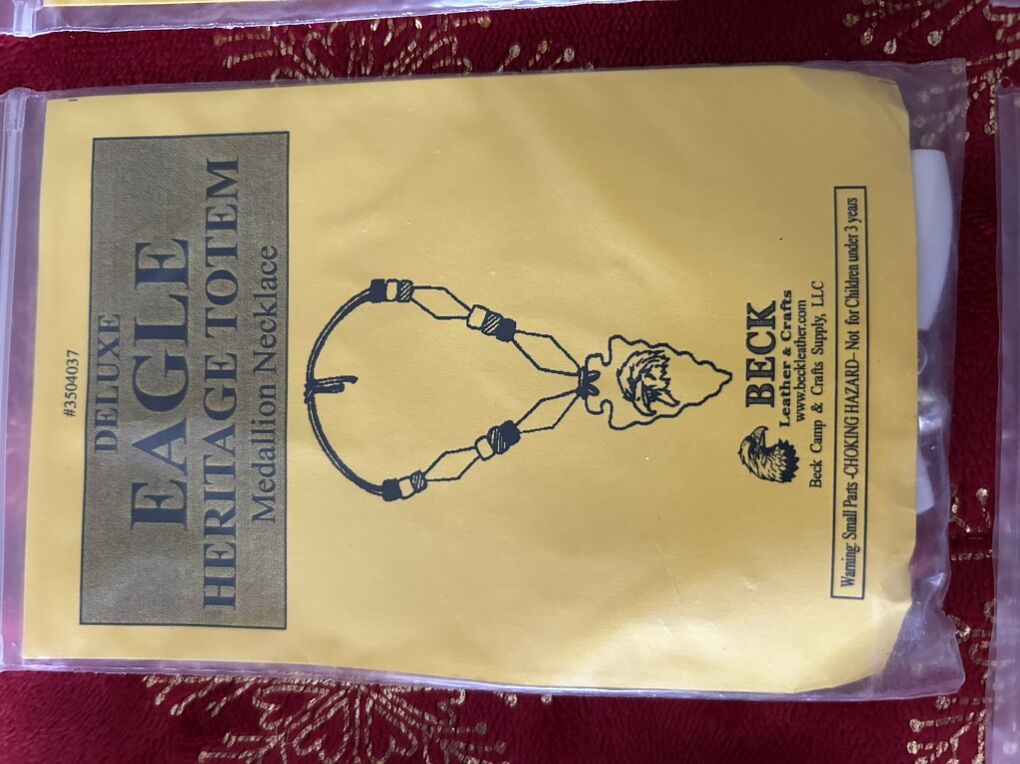 #3504037
DELUXE
EAGLE
HERITAGE TOTEM
Medallion Necklace
BECK
Leather & Crafts
www.beckleather.com
Beck Camp & Crafts Supply, LLC
Warning: Small Parts -CHOKING HAZARD- Not for Children under 3 years